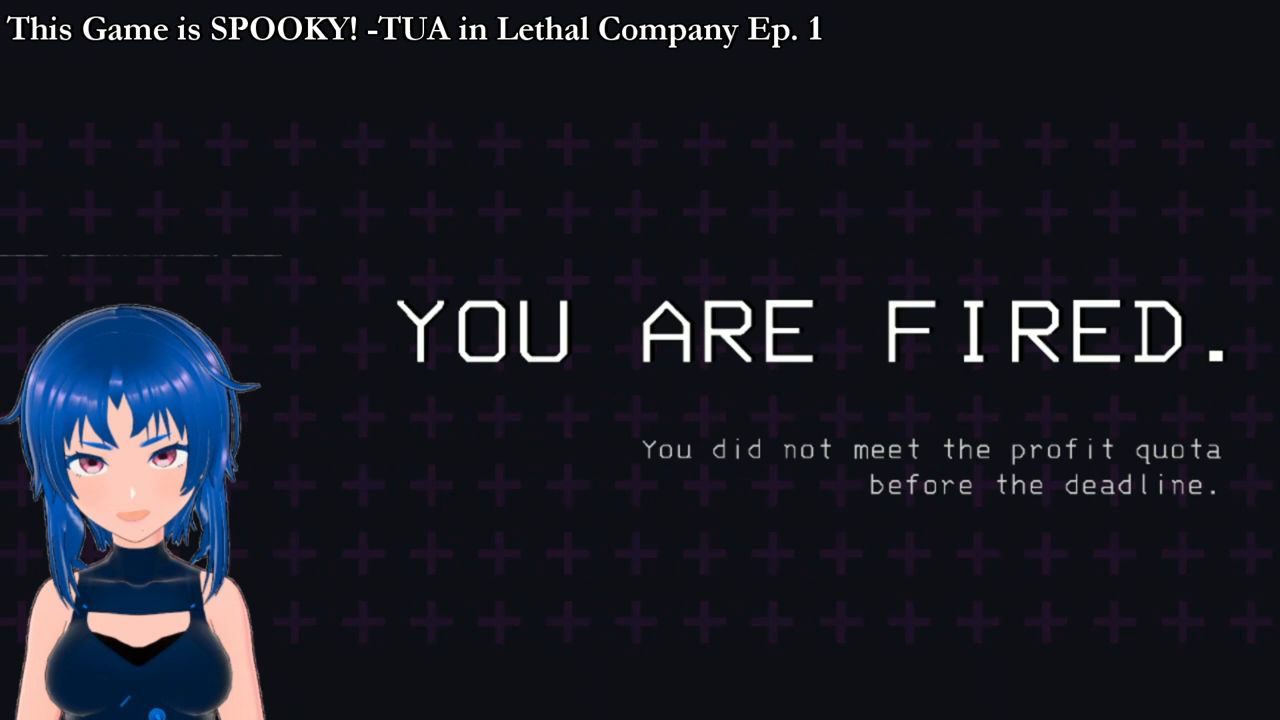 This Game is SPOOKY! -TUA in Lethal Company Ep. 1
YOU ARE FIRED.
You did not meet the profit quota
before the deadline.